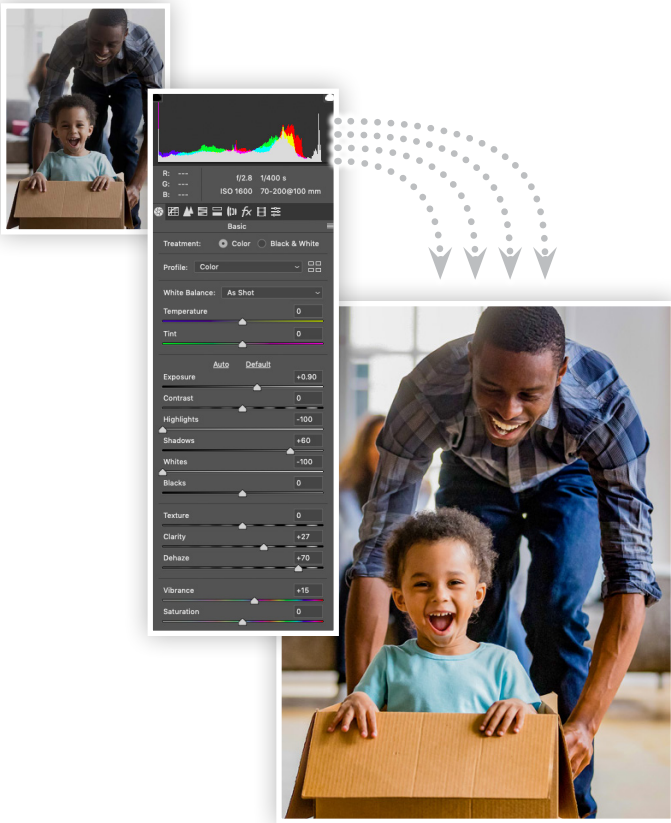 R: ---
G: ---
B: ---
f/2.8 1/400 s
ISO 1600 70-200@100 mm
fx
Basic
Treatment: Color Black & White
Profile: Color
White Balance: As Shot
Temperature 0
Tint 0
Auto Default
Exposure +0.90
Contrast 0
Highlights -100
Shadows +60
Whites -100
Blacks 0
Texture 0
Clarity +27
Dehaze +70
Vibrance +15
Saturation 0